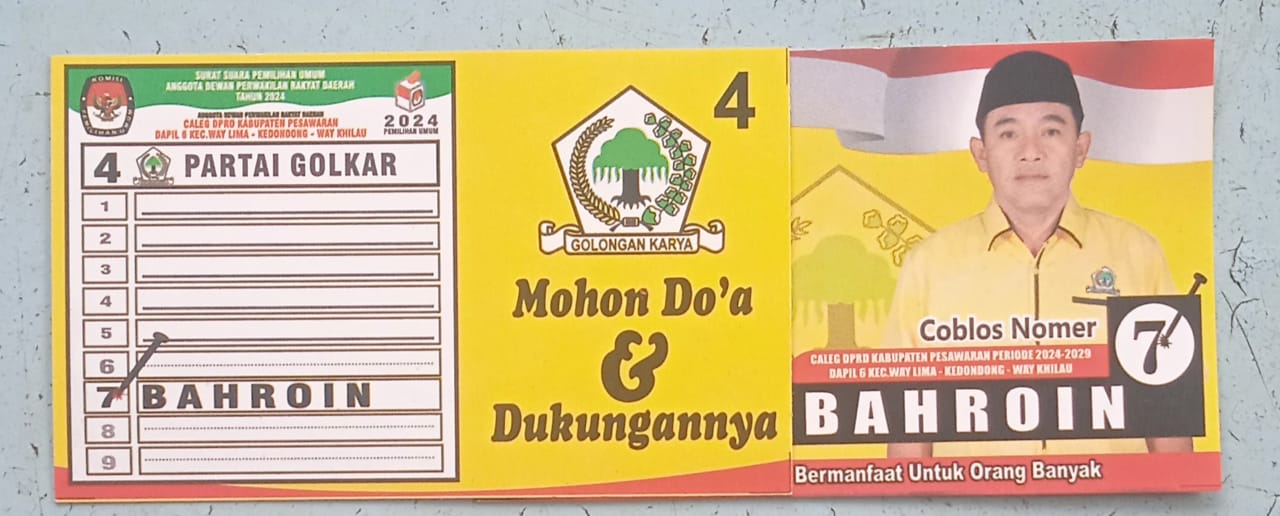 KOMISI
PEMILIHAN UMUM
SURAT SUARA PEMILIHAN UMUM
ANGGOTA DEWAN PERWAKILAN RAKYAT DAERAH
TAHUN 2024
ANGGOTA DEWAN PERWAKILAN RAKYAT DAERAH
CALEG DPRD KABUPATEN PESAWARAN
DAPIL 6 KEC.WAY LIMA - KEDONDONG - WAY KHILAU
2024
PEMILIHAN UMUM
4 PARTAI GOLKAR
1
2
3
4
5
6
7 BAHROIN
8
9
4
GOLONGAN KARYA
Mohon Do'a
&
Dukungannya
Coblos Nomer
7
CALEG DPRD KABUPATEN PESAWARAN PERIODE 2024-2029
DAPIL 6 KEC.WAY LIMA - KEDONDONG - WAY KHILAU
BAHROIN
Bermanfaat Untuk Orang Banyak